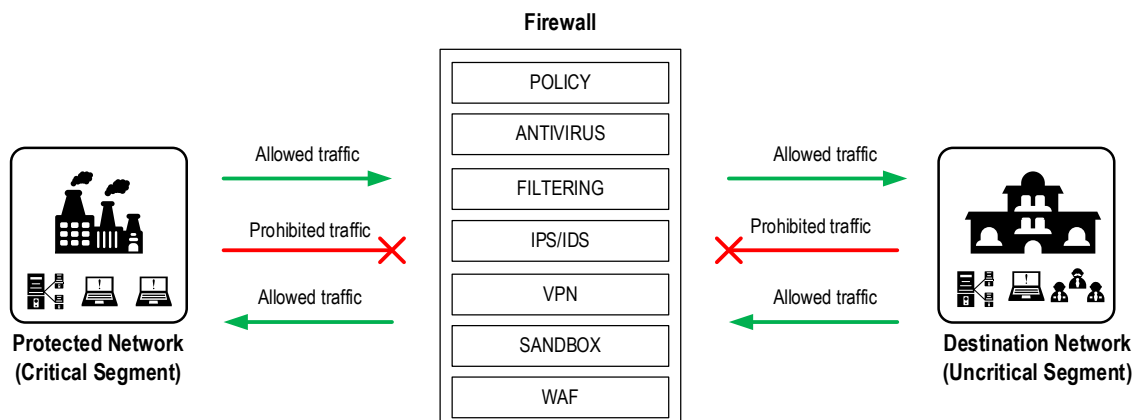 Firewall
POLICY
ANTIVIRUS
Allowed traffic
Allowed traffic
FILTERING
Prohibited traffic
Prohibited traffic
IPS/IDS
Allowed traffic
VPN
Allowed traffic
SANDBOX
WAF
Protected Network
(Critical Segment)
Destination Network
(Uncritical Segment)